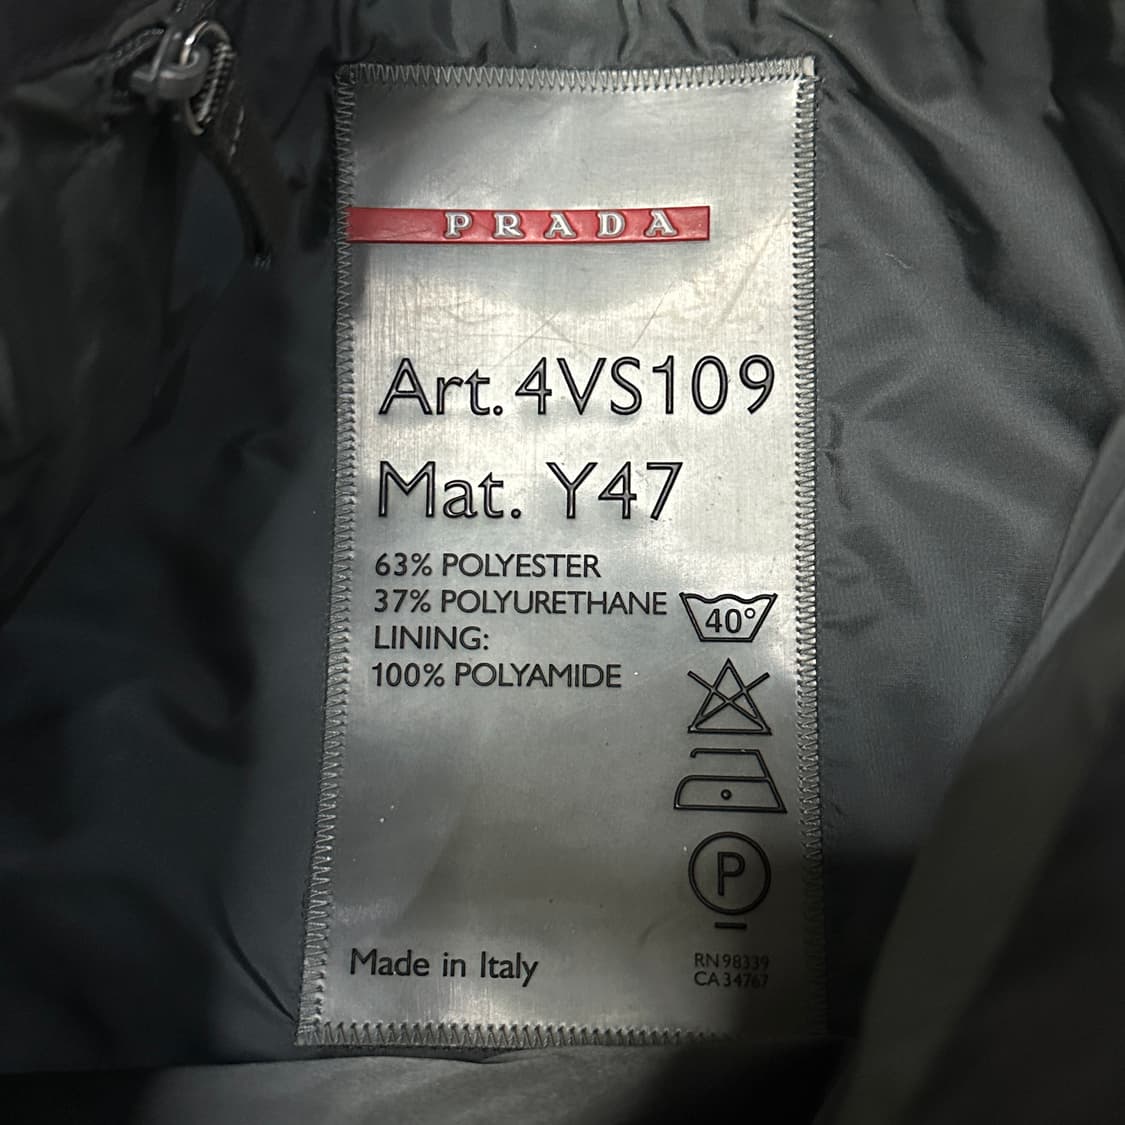 PRADA
Art. 4VS109
Mat. Y47
63% POLYESTER
37% POLYURETHANE
LINING:
100% POLYAMIDE
40°
P
Made in Italy
RN98339
CA34767